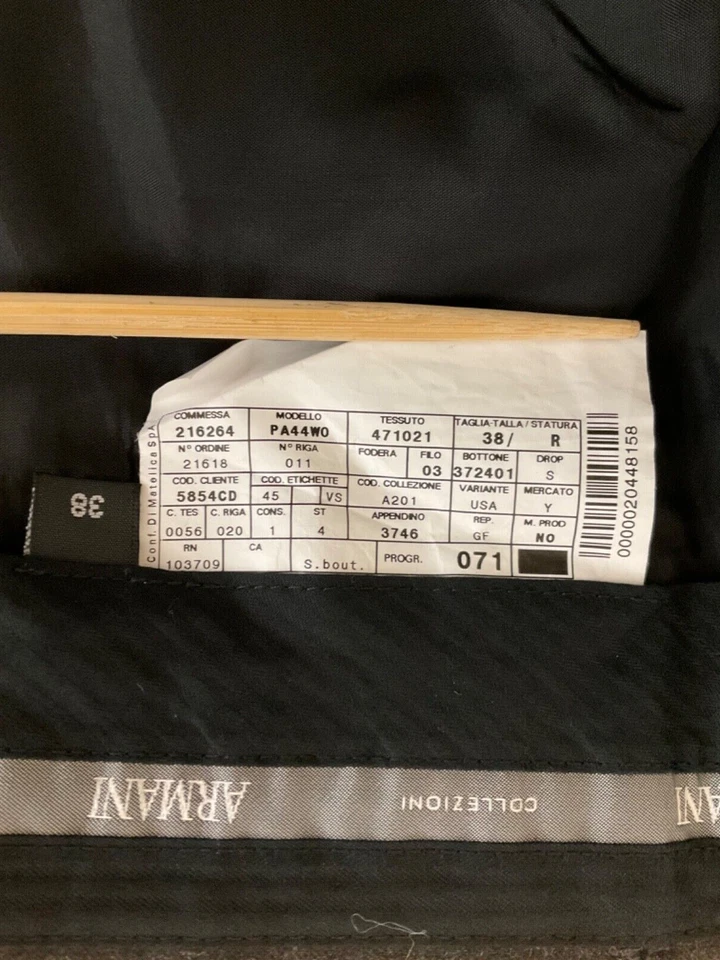 COMMESSA MODELLO TESSUTO TAGLIA-TALLA / STATURA
216264 PA44W0 471021 38/ R
N° ORDINE N° RIGA FODERA FILO BOTTONE DROP
21618 011 03 372401 S
COD. CLIENTE COD. ETICHETTE COD. COLLEZIONE VARIANTE MERCATO
5854CD 45 VS A201 USA Y
C. TES C. RIGA CONS. ST APPENDINO REP. M. PROD
0056 020 1 4 3746 GF NO
RN CA S.bout. PROGR. 071
103709
Conf. Di Matelica SpA
0000020448158
38
ARMANI COLLEZIONI